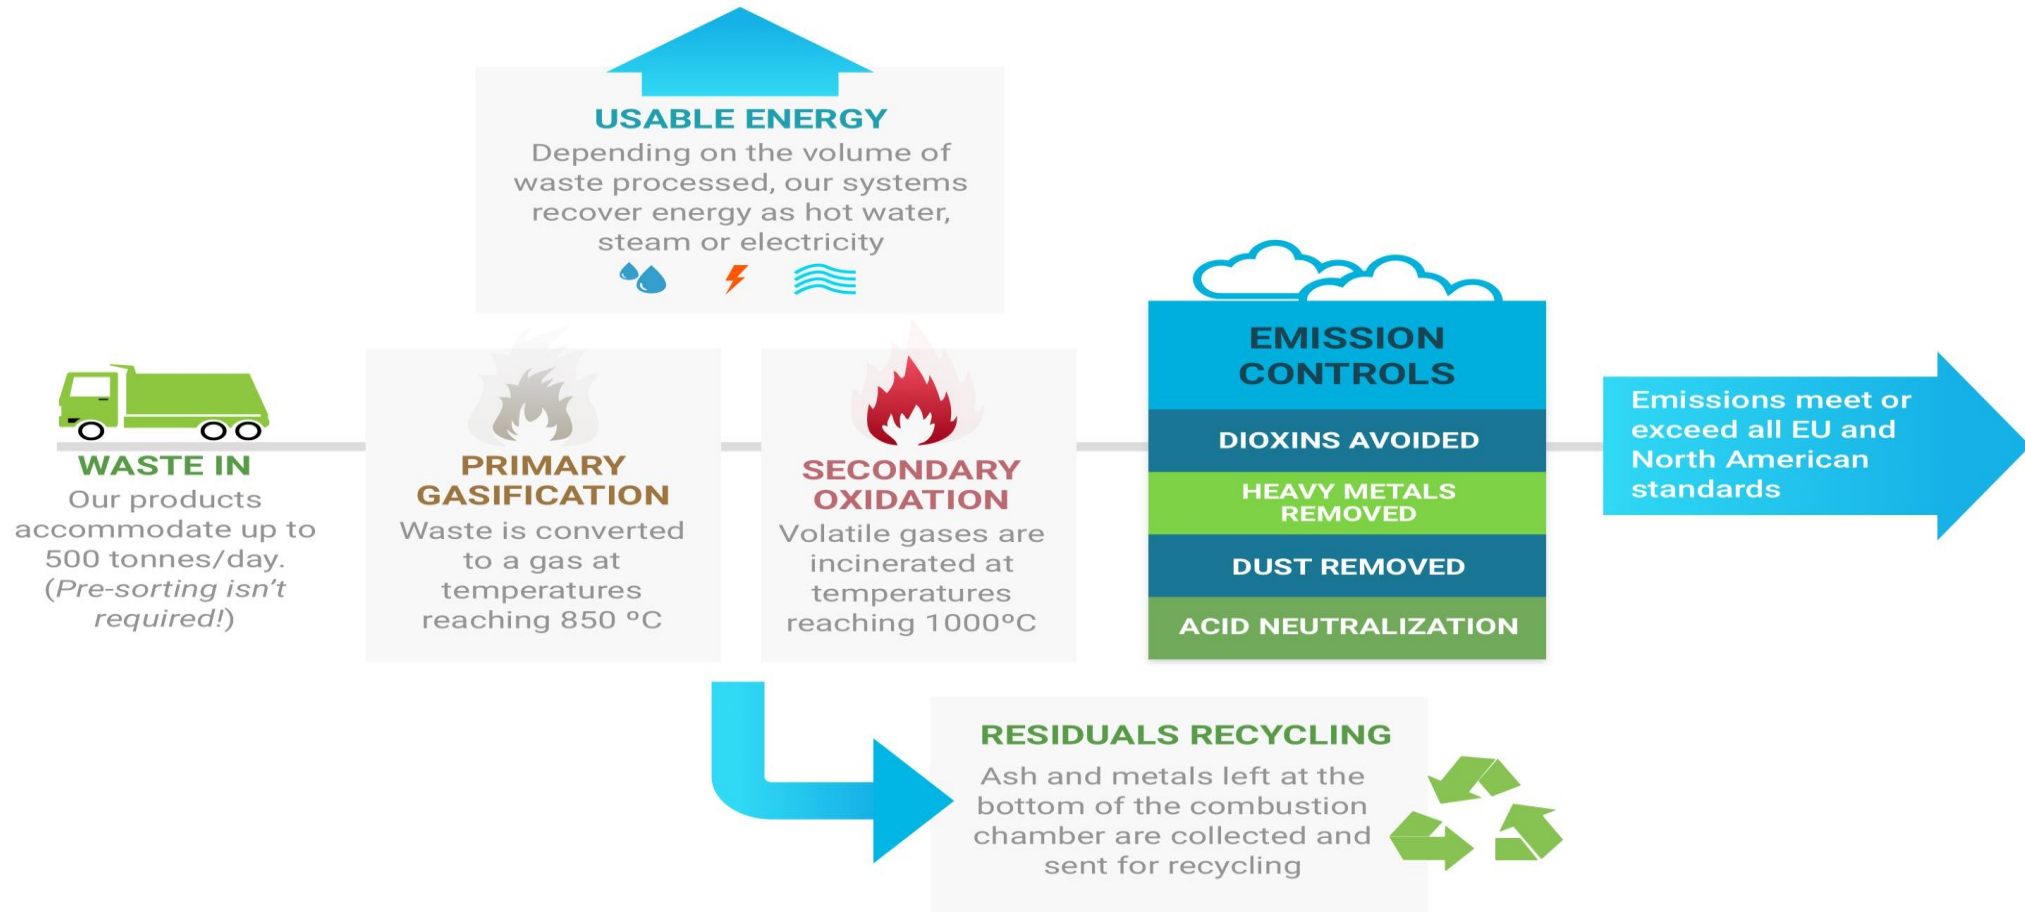 USABLE ENERGY
Depending on the volume of
waste processed, our systems
recover energy as hot water,
steam or electricity
WASTE IN
Our products
accommodate up to
500 tonnes/day.
(Pre-sorting isn't
required!)
PRIMARY
GASIFICATION
Waste is converted
to a gas at
temperatures
reaching 850 ºC
SECONDARY
OXIDATION
Volatile gases are
incinerated at
temperatures
reaching 1000ºC
EMISSION
CONTROLS
DIOXINS AVOIDED
HEAVY METALS
REMOVED
DUST REMOVED
ACID NEUTRALIZATION
Emissions meet or
exceed all EU and
North American
standards
RESIDUALS RECYCLING
Ash and metals left at the
bottom of the combustion
chamber are collected and
sent for recycling